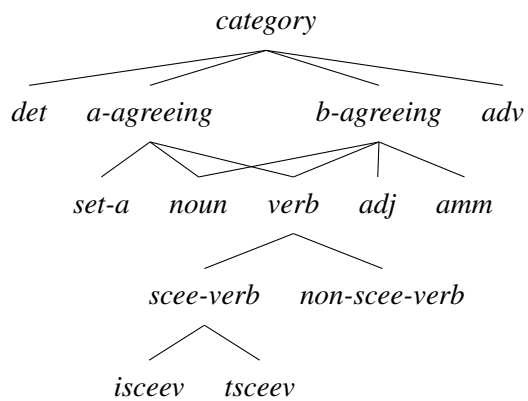 category
det a-agreeing b-agreeing adv
set-a noun verb adj amm
scee-verb non-scee-verb
isceev tsceev